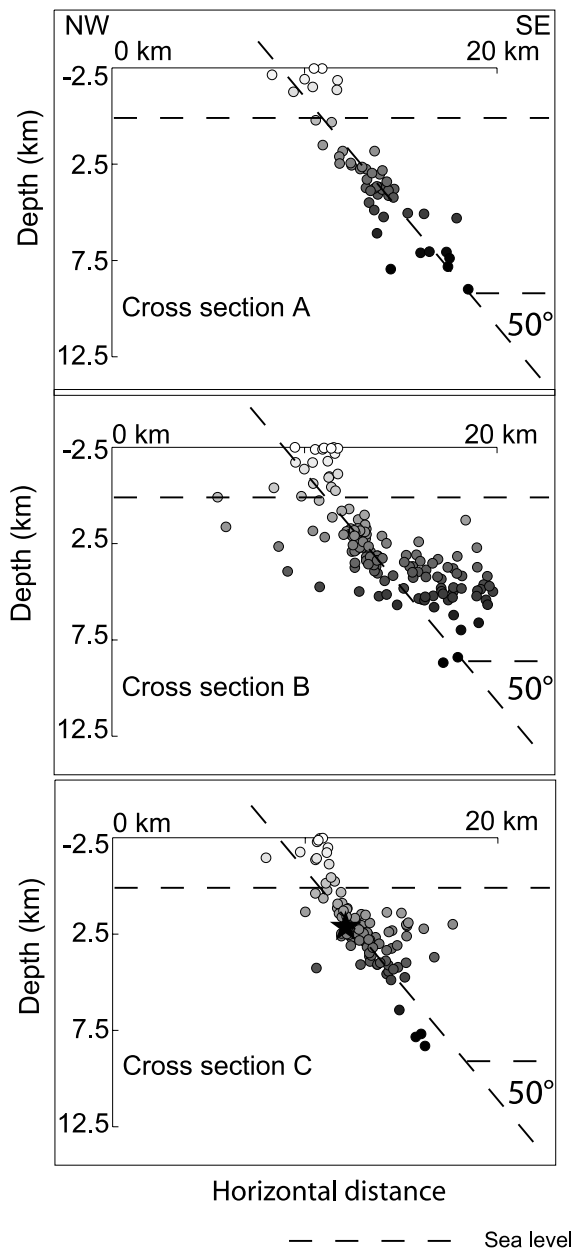 NW SE
0 km 20 km
-2.5
2.5
Depth (km)
7.5
Cross section A
50°
12.5
0 km 20 km
-2.5
2.5
Depth (km)
7.5
Cross section B
50°
12.5
0 km 20 km
-2.5
2.5
Depth (km)
7.5
Cross section C
50°
12.5
Horizontal distance
Sea level